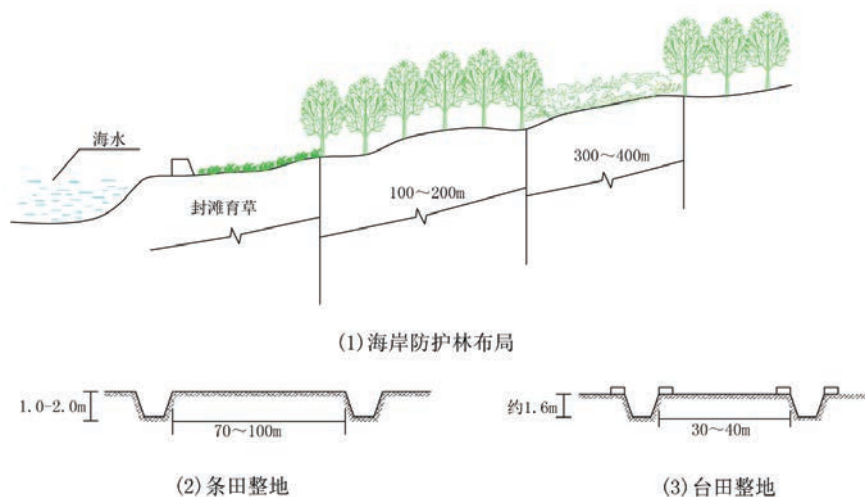 海水
封滩育草
100～200m
300～400m
(1)海岸防护林布局
1.0-2.0m
70～100m
(2)条田整地
约1.6m
30～40m
(3)台田整地